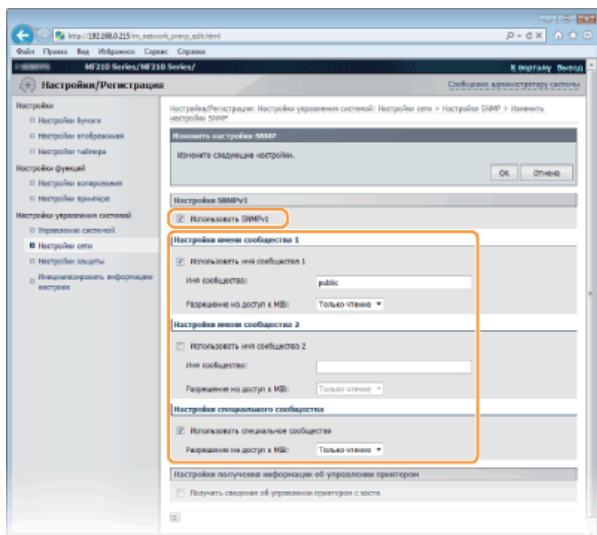 http://192.168.0.215/m_network_snmp_edit.html
Файл Правка Вид Избранное Сервис Справка
MF210 Series/MF210 Series/
К порталу Выход
Настройки/Регистрация
Сообщение администратору системы
Настройки
Настройки бумаги
Настройки отображения
Настройки таймера
Настройки функций
Настройки копирования
Настройки принтера
Настройки управления системой
Управление системой
Настройки сети
Настройки защиты
Инициализировать информацию
настроек
Настройки/Регистрация: Настройки управления системой: Настройки сети > Настройка SNMP > Изменить
настройки SNMP
Изменить настройки SNMP
Измените следующие настройки.
OK Отмена
Настройки SNMPv1
Использовать SNMPv1
Настройка имени сообщества 1
Использовать имя сообщества 1
Имя сообщества: public
Разрешение на доступ к MIB: Только чтение
Настройка имени сообщества 2
Использовать имя сообщества 2
Имя сообщества:
Разрешение на доступ к MIB: Только чтение
Настройка специального сообщества
Использовать специальное сообщество
Разрешение на доступ к MIB: Только чтение
Настройки получения информации об управлении принтером
Получить сведения об управлении принтером с хоста